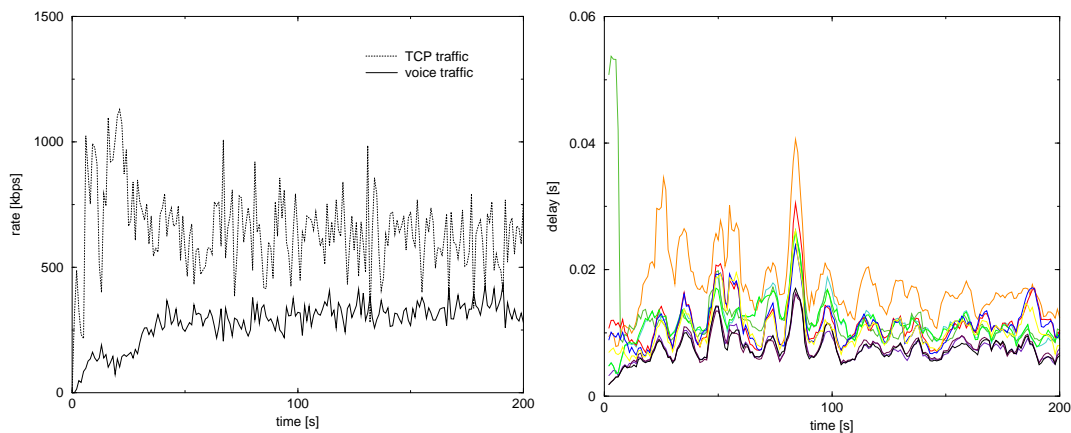 1500
1000
500
0
rate [kbps]
TCP traffic
voice traffic
0
100
200
time [s]
0.06
0.04
0.02
0
delay [s]
0
100
200
time [s]